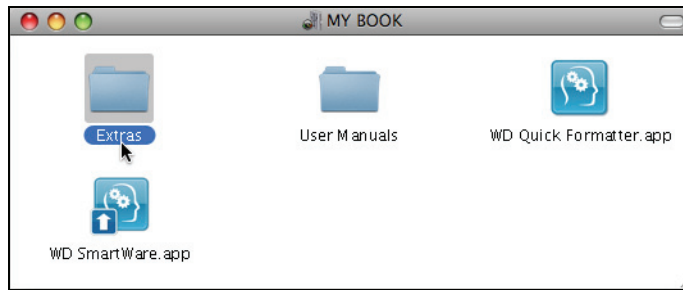 MY BOOK
Extras
User Manuals
WD Quick Formatter.app
WD SmartWare.app